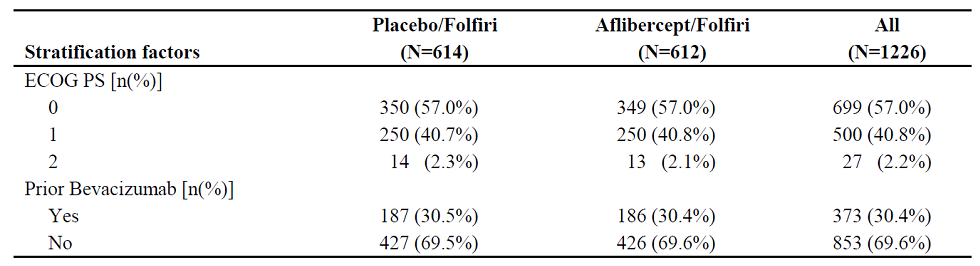 Placebo/Folfiri Aflibercept/Folfiri All
Stratification factors (N=614) (N=612) (N=1226)
ECOG PS [n(%)]
0 350 (57.0%) 349 (57.0%) 699 (57.0%)
1 250 (40.7%) 250 (40.8%) 500 (40.8%)
2 14 (2.3%) 13 (2.1%) 27 (2.2%)
Prior Bevacizumab [n(%)]
Yes 187 (30.5%) 186 (30.4%) 373 (30.4%)
No 427 (69.5%) 426 (69.6%) 853 (69.6%)